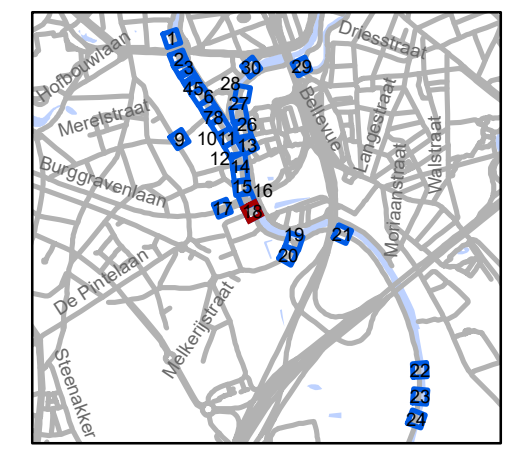 Driesstraat
Hofbouwlaan
1
2
3
30
29
28
4
5
6
27
Bellevue
Langestraat
Merelstraat
7
8
26
9
10
11
13
Walstraat
12
14
Burggravenlaan
15
16
Moriaanstraat
17
18
19
21
20
De Pintelaan
Melkerijstraat
Steenakker
22
23
24